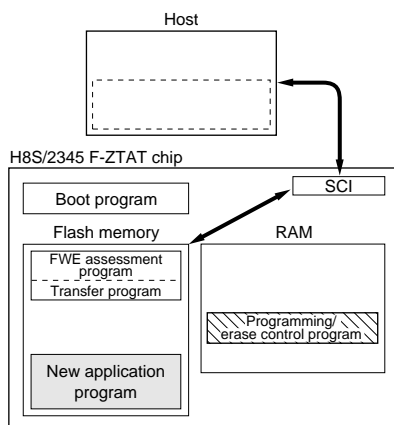 Host
H8S/2345 F-ZTAT chip
SCI
Boot program
Flash memory
RAM
FWE assessment
program
Transfer program
Programming/
erase control program
New application
program